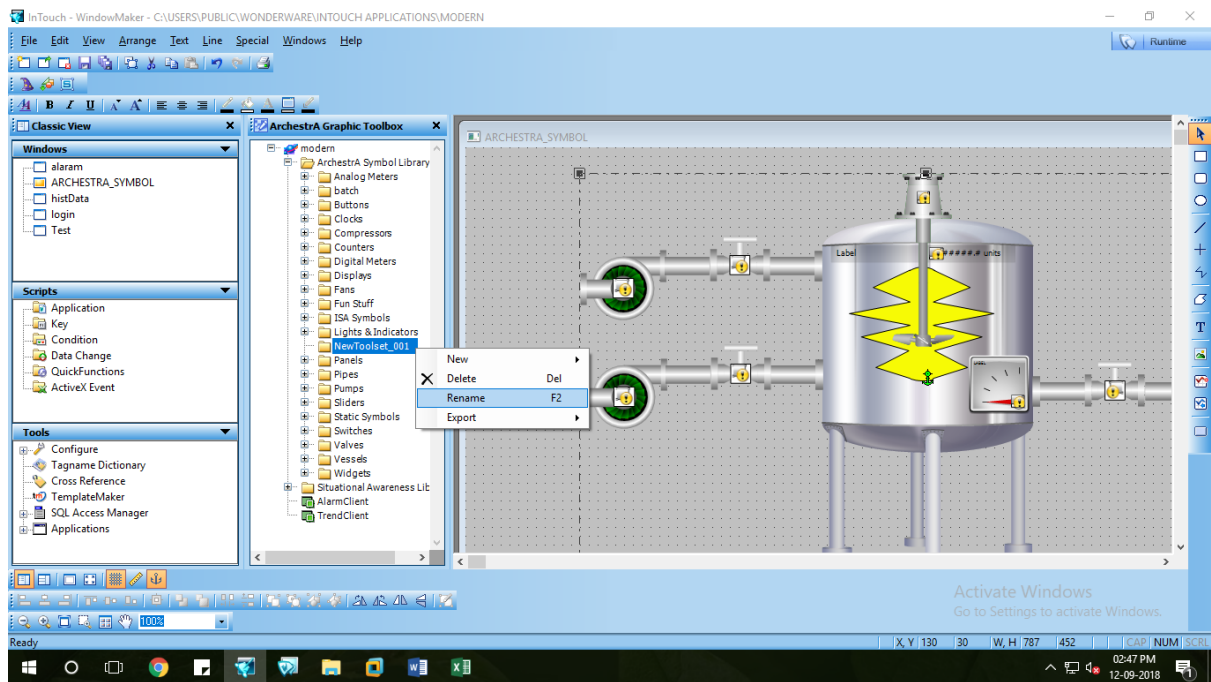 InTouch - WindowMaker - C:\USERS\PUBLIC\WONDERWARE\INTOUCH APPLICATIONS\MODERN
File Edit View Arrange Text Line Special Windows Help
Runtime
B I U A A
Classic View
Windows
alaram
ARCHESTRA_SYMBOL
histData
login
Test
Scripts
Application
Key
Condition
Data Change
QuickFunctions
ActiveX Event
Tools
Configure
Tagname Dictionary
Cross Reference
TemplateMaker
SQL Access Manager
Applications
ArchestrA Graphic Toolbox
modern
ArchestrA Symbol Library
Analog Meters
batch
Buttons
Clocks
Compressors
Counters
Digital Meters
Displays
Fans
Fun Stuff
ISA Symbols
Lights & Indicators
NewToolset_001
Panels
Pipes
Pumps
Sliders
Static Symbols
Switches
Valves
Vessels
Widgets
Situational Awareness Lib
AlarmClient
TrendClient
New
Delete Del
Rename F2
Export
ARCHESTRA_SYMBOL
Label #####.# units
T
100%
Activate Windows
Go to Settings to activate Windows.
Ready X, Y 130 30 W, H 787 452 CAP NUM SCRL
02:47 PM
12-09-2018